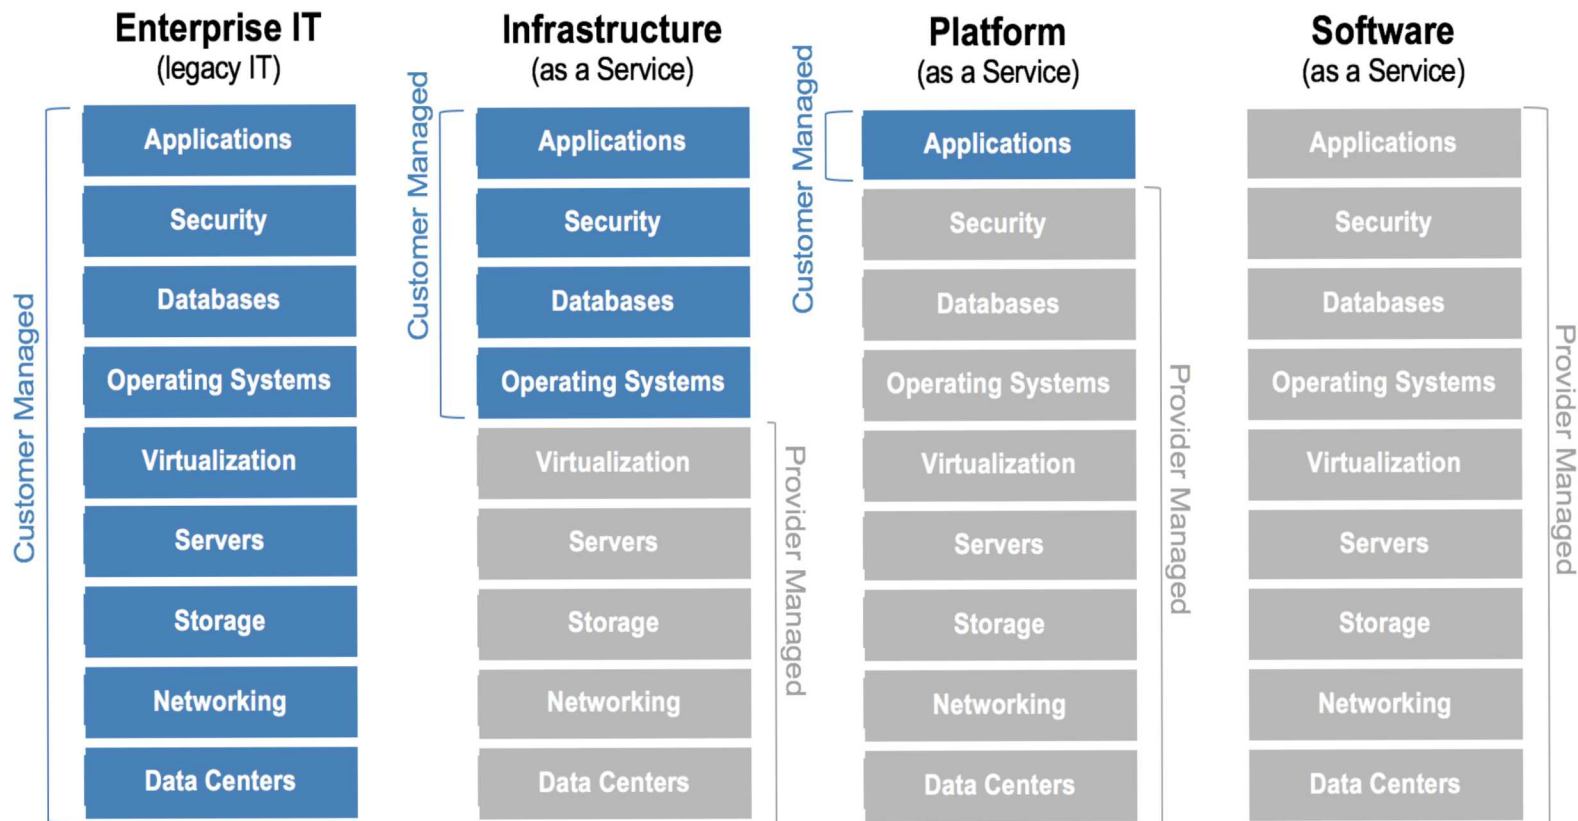 Enterprise IT
(legacy IT)
Customer Managed
Applications
Security
Databases
Operating Systems
Virtualization
Servers
Storage
Networking
Data Centers
Infrastructure
(as a Service)
Customer Managed
Applications
Security
Databases
Operating Systems
Virtualization
Servers
Storage
Networking
Data Centers
Provider Managed
Platform
(as a Service)
Customer Managed
Applications
Security
Databases
Operating Systems
Virtualization
Servers
Storage
Networking
Data Centers
Provider Managed
Software
(as a Service)
Applications
Security
Databases
Operating Systems
Virtualization
Servers
Storage
Networking
Data Centers
Provider Managed